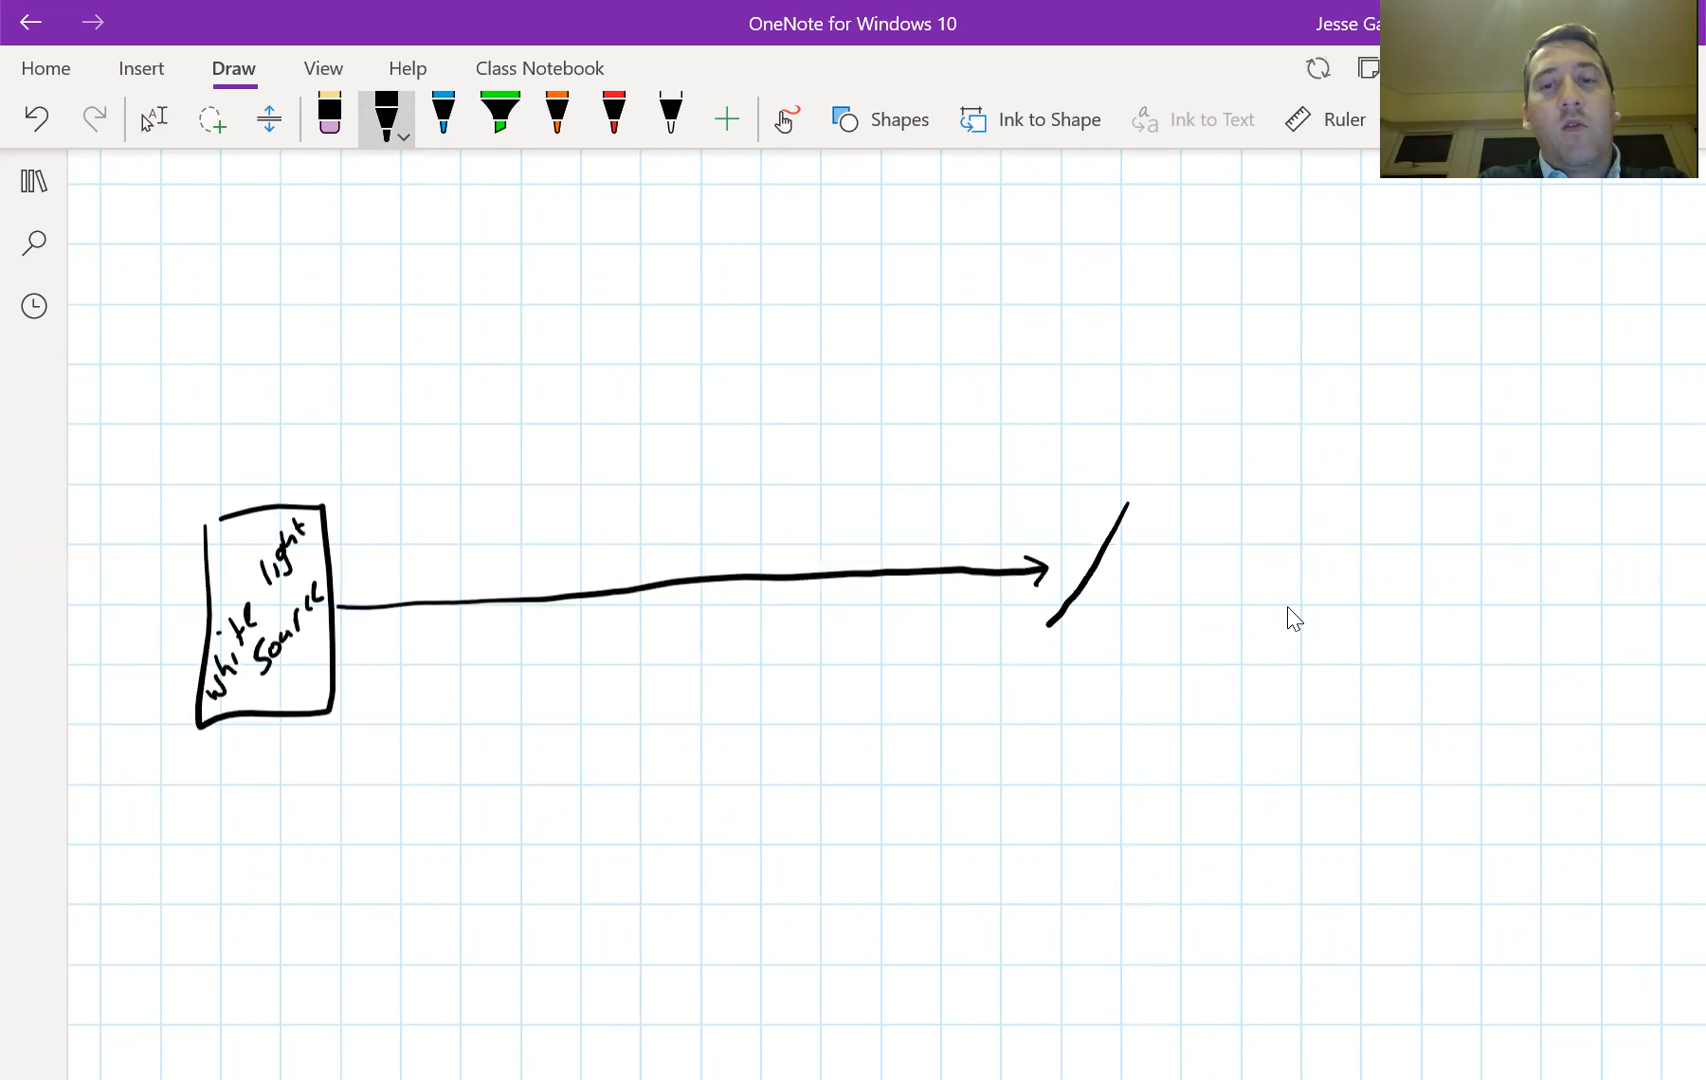 OneNote for Windows 10
Jesse Ga
Home
Insert
Draw
View
Help
Class Notebook
Shapes
Ink to Shape
Ink to Text
Ruler
white light
source